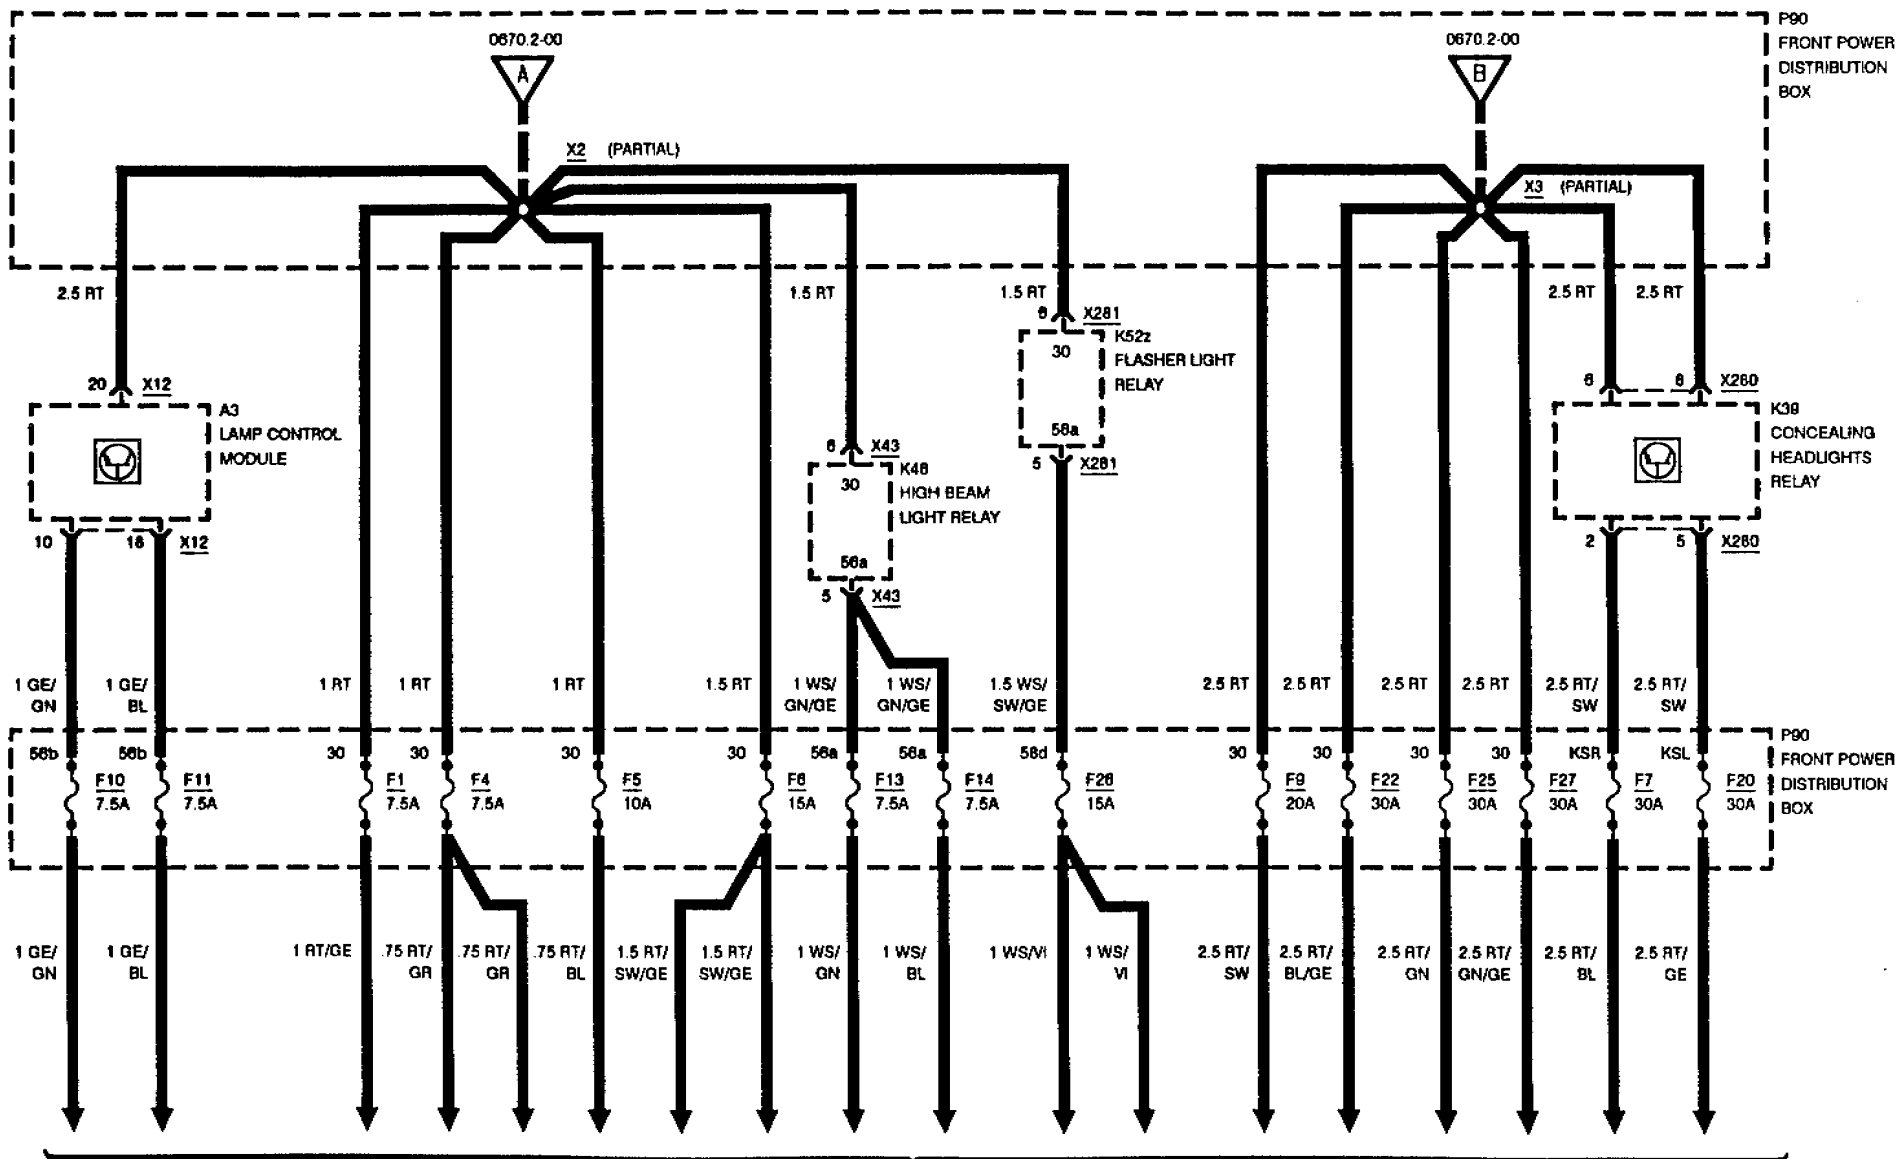 P90
FRONT POWER
DISTRIBUTION
BOX
0670.2-00
A
0670.2-00
B
X2 (PARTIAL)
X3 (PARTIAL)
2.5 RT
1.5 RT
1.5 RT
2.5 RT
2.5 RT
6 X281
K52z
FLASHER LIGHT
RELAY
30
56a
5 X281
20 X12
A3
LAMP CONTROL
MODULE
10
18 X12
6 X43
K48
HIGH BEAM
LIGHT RELAY
30
56a
5 X43
6
8 X280
K39
CONCEALING
HEADLIGHTS
RELAY
2
5 X280
1 GE/
GN
1 GE/
BL
1 RT
1 RT
1 RT
1.5 RT
1 WS/
GN/GE
1 WS/
GN/GE
1.5 WS/
SW/GE
2.5 RT
2.5 RT
2.5 RT
2.5 RT
2.5 RT/
SW
2.5 RT/
SW
P90
FRONT POWER
DISTRIBUTION
BOX
56b
56b
30
30
30
30
56a
56a
56d
30
30
30
30
KSR
KSL
F10
7.5A
F11
7.5A
F1
7.5A
F4
7.5A
F5
10A
F6
15A
F13
7.5A
F14
7.5A
F26
15A
F9
20A
F22
30A
F25
30A
F27
30A
F7
30A
F20
30A
1 GE/
GN
1 GE/
BL
1 RT/GE
.75 RT/
GR
.75 RT/
GR
.75 RT/
BL
1.5 RT/
SW/GE
1.5 RT/
SW/GE
1 WS/
GN
1 WS/
BL
1 WS/VI
1 WS/
VI
2.5 RT/
SW
2.5 RT/
BL/GE
2.5 RT/
GN
2.5 RT/
GN/GE
2.5 RT/
BL
2.5 RT/
GE